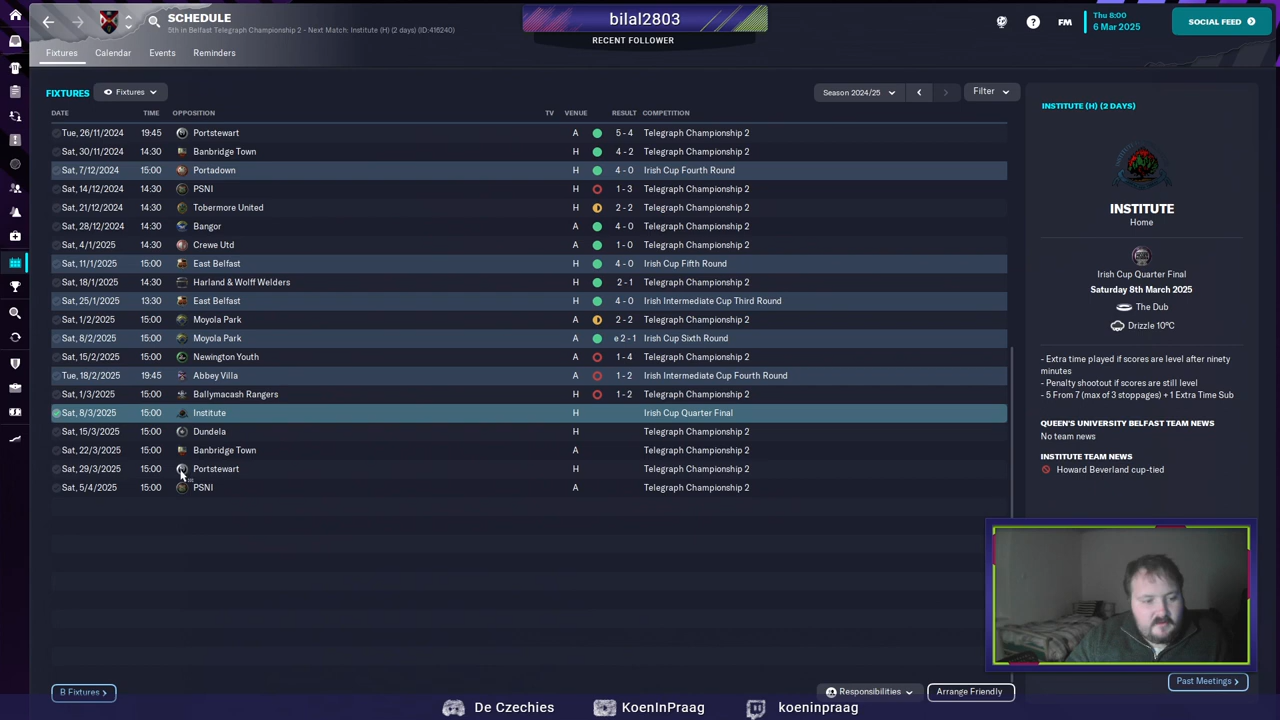 SCHEDULE
5th in Belfast Telegraph Championship 2 - Next Match: Institute (H) (2 days) (ID:416240)
bilal2803
RECENT FOLLOWER
FM
Thu 8:00
6 Mar 2025
SOCIAL FEED
Fixtures Calendar Events Reminders
FIXTURES Fixtures Season 2024/25 Filter
DATE TIME OPPOSITION TV VENUE RESULT COMPETITION
Tue, 26/11/2024 19:45 Portstewart A 5 - 4 Telegraph Championship 2
Sat, 30/11/2024 14:30 Banbridge Town H 4 - 2 Telegraph Championship 2
Sat, 7/12/2024 15:00 Portadown H 4 - 0 Irish Cup Fourth Round
Sat, 14/12/2024 14:30 PSNI H 1 - 3 Telegraph Championship 2
Sat, 21/12/2024 14:30 Tobermore United H 2 - 2 Telegraph Championship 2
Sat, 28/12/2024 14:30 Bangor A 4 - 0 Telegraph Championship 2
Sat, 4/1/2025 14:30 Crewe Utd A 1 - 0 Telegraph Championship 2
Sat, 11/1/2025 15:00 East Belfast H 4 - 0 Irish Cup Fifth Round
Sat, 18/1/2025 14:30 Harland & Wolff Welders H 2 - 1 Telegraph Championship 2
Sat, 25/1/2025 13:30 East Belfast H 4 - 0 Irish Intermediate Cup Third Round
Sat, 1/2/2025 15:00 Moyola Park A 2 - 2 Telegraph Championship 2
Sat, 8/2/2025 15:00 Moyola Park A e 2 - 1 Irish Cup Sixth Round
Sat, 15/2/2025 15:00 Newington Youth A 1 - 4 Telegraph Championship 2
Tue, 18/2/2025 19:45 Abbey Villa A 1 - 2 Irish Intermediate Cup Fourth Round
Sat, 1/3/2025 15:00 Ballymacash Rangers H 1 - 2 Telegraph Championship 2
Sat, 8/3/2025 15:00 Institute H Irish Cup Quarter Final
Sat, 15/3/2025 15:00 Dundela H Telegraph Championship 2
Sat, 22/3/2025 15:00 Banbridge Town A Telegraph Championship 2
Sat, 29/3/2025 15:00 Portstewart H Telegraph Championship 2
Sat, 5/4/2025 15:00 PSNI A Telegraph Championship 2
INSTITUTE (H) (2 DAYS)
INSTITUTE
Home
Irish Cup Quarter Final
Saturday 8th March 2025
The Dub
Drizzle 10ºC
- Extra time played if scores are level after ninety
minutes
- Penalty shootout if scores are still level
- 5 From 7 (max of 3 stoppages) + 1 Extra Time Sub
QUEEN'S UNIVERSITY BELFAST TEAM NEWS
No team news
INSTITUTE TEAM NEWS
Howard Beverland cup-tied
B Fixtures
Responsibilities
Arrange Friendly
Past Meetings
De Czechies
KoenInPraag
koeninpraag